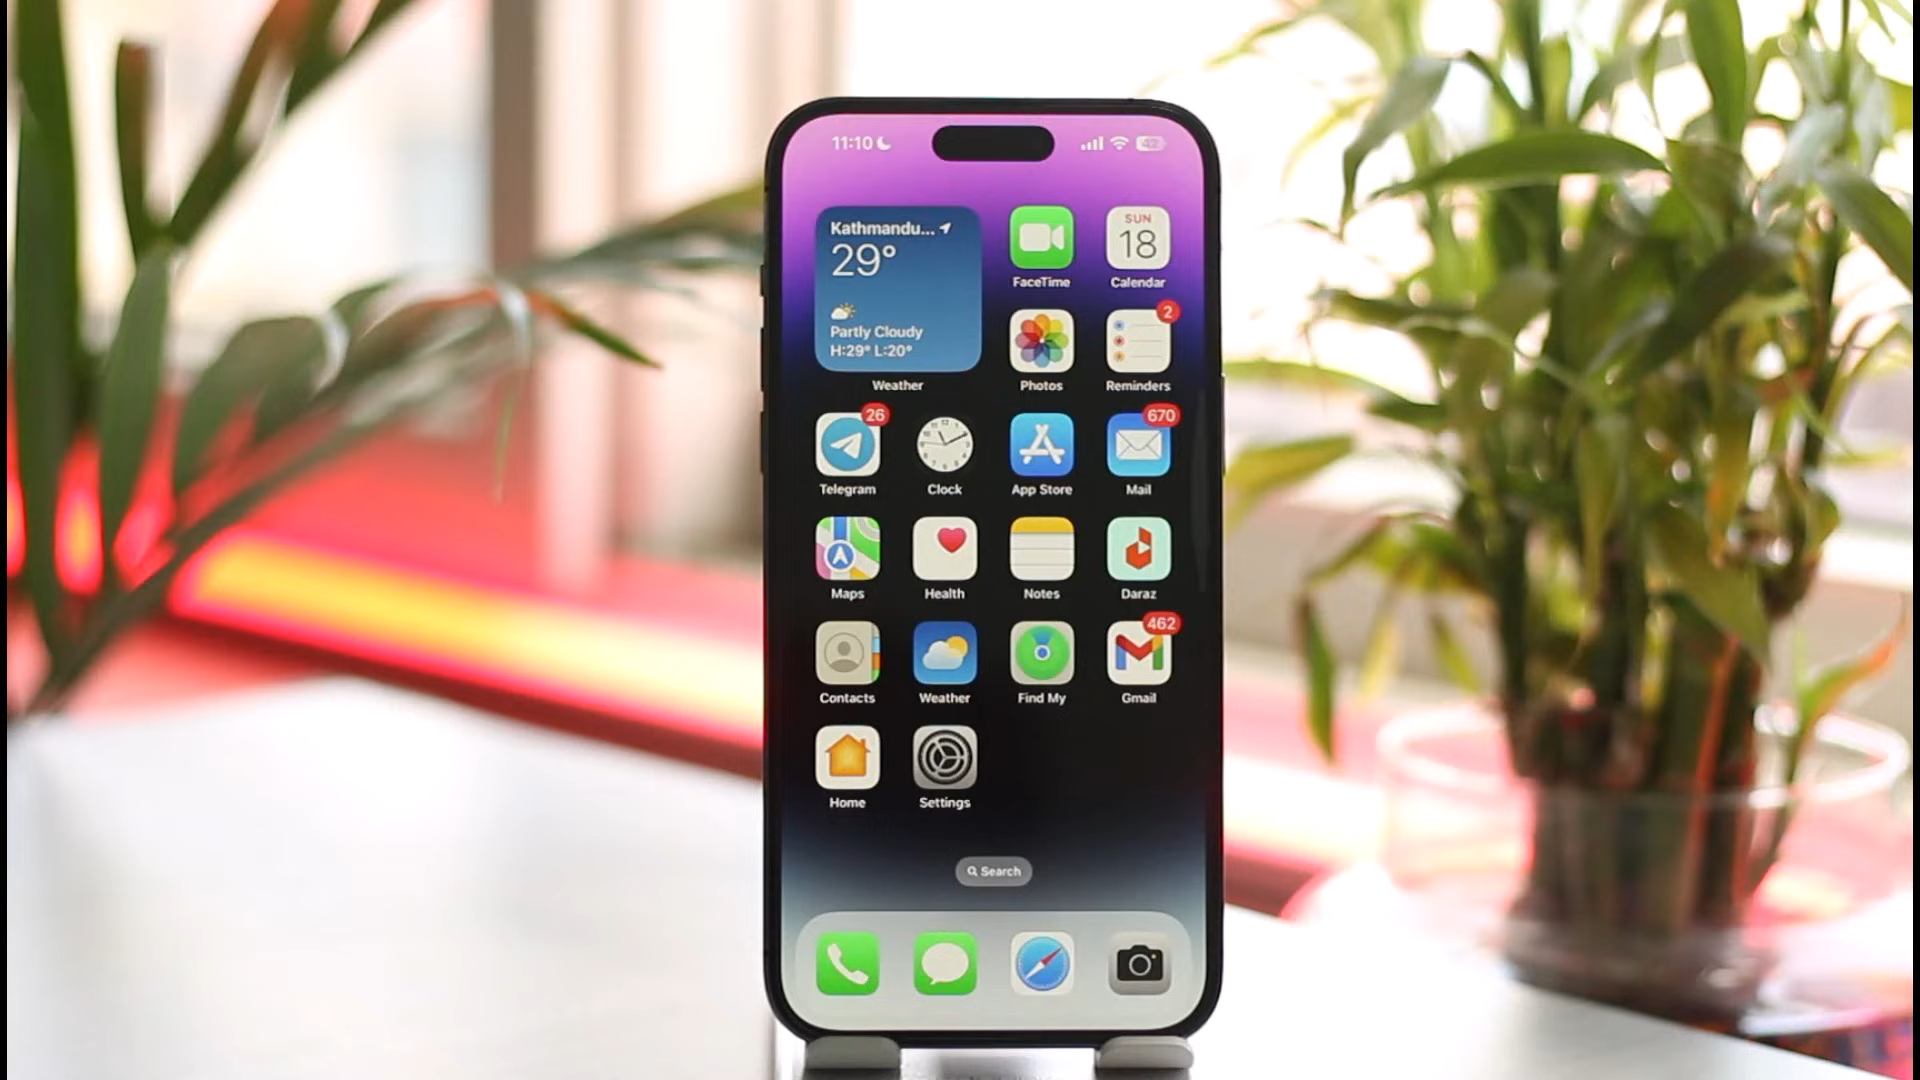 11:10
42
Kathmandu...
29°
Partly Cloudy
H:29° L:20°
Weather
FaceTime
SUN
18
Calendar
Photos
2
Reminders
26
Telegram
Clock
App Store
670
Mail
Maps
Health
Notes
Daraz
Contacts
Weather
Find My
462
Gmail
Home
Settings
Search